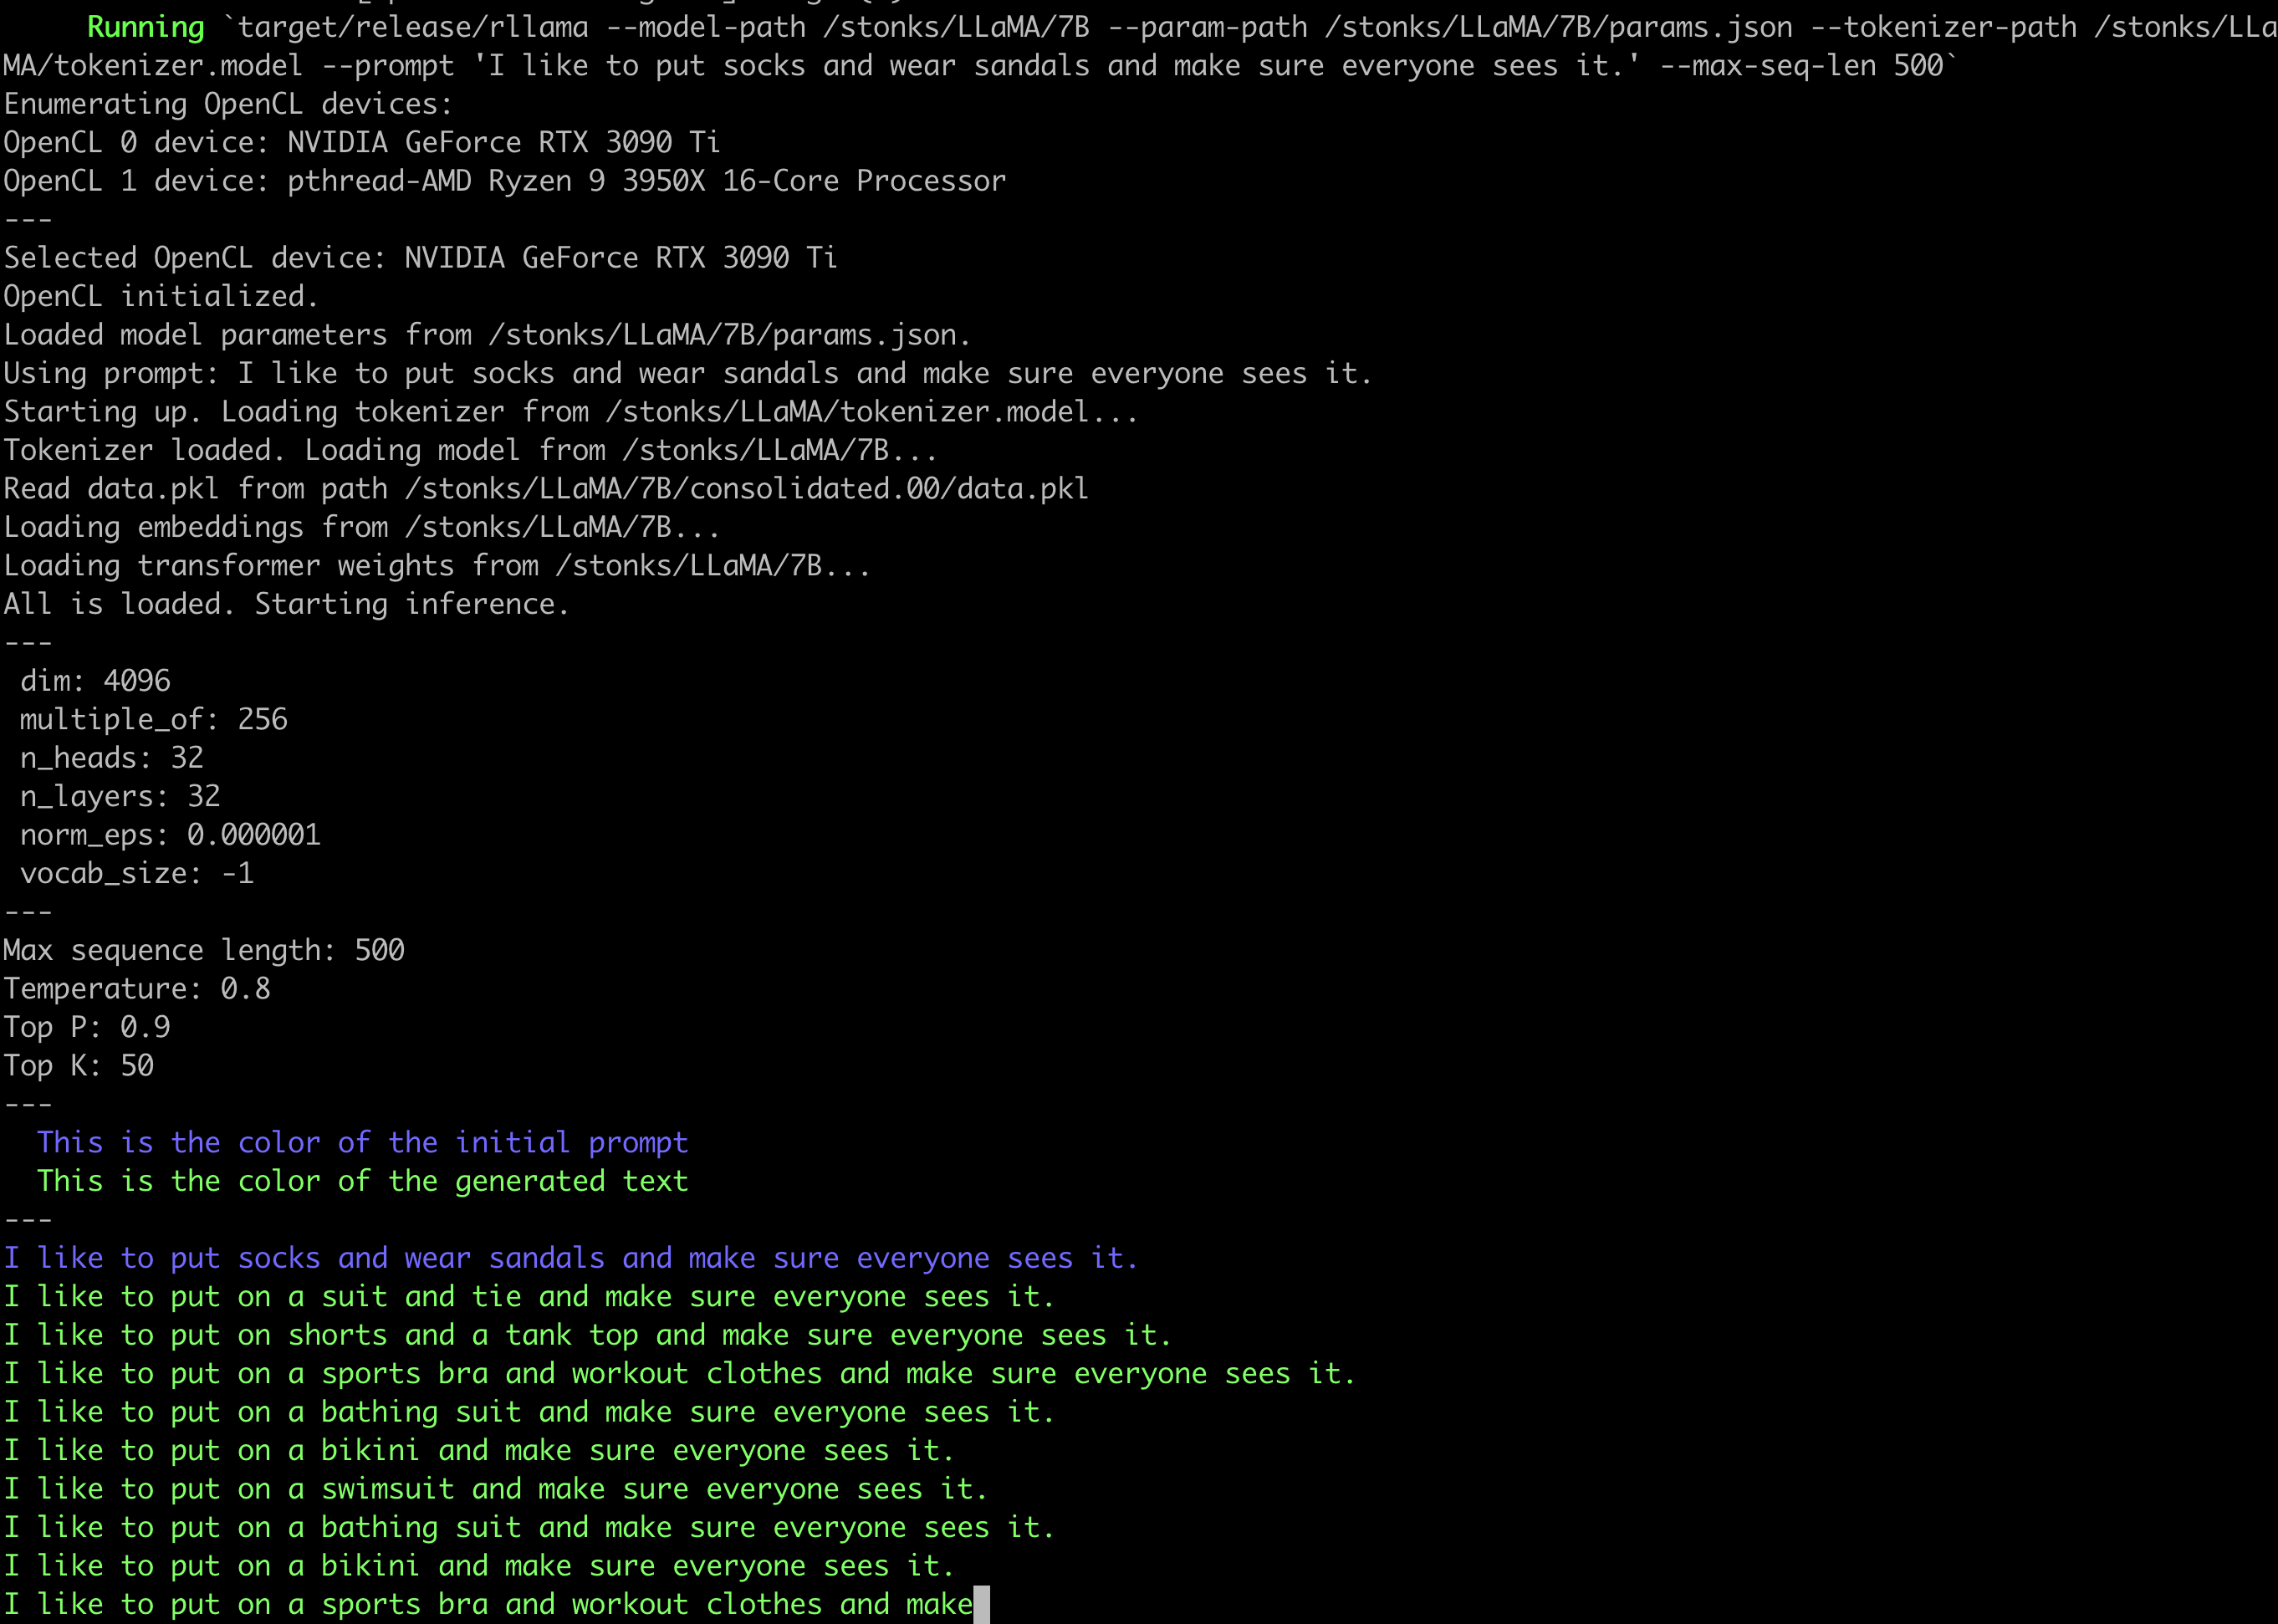 Running `target/release/rllama --model-path /stonks/LLaMA/7B --param-path /stonks/LLaMA/7B/params.json --tokenizer-path /stonks/LLa
MA/tokenizer.model --prompt 'I like to put socks and wear sandals and make sure everyone sees it.' --max-seq-len 500`
Enumerating OpenCL devices:
OpenCL 0 device: NVIDIA GeForce RTX 3090 Ti
OpenCL 1 device: pthread-AMD Ryzen 9 3950X 16-Core Processor
---
Selected OpenCL device: NVIDIA GeForce RTX 3090 Ti
OpenCL initialized.
Loaded model parameters from /stonks/LLaMA/7B/params.json.
Using prompt: I like to put socks and wear sandals and make sure everyone sees it.
Starting up. Loading tokenizer from /stonks/LLaMA/tokenizer.model...
Tokenizer loaded. Loading model from /stonks/LLaMA/7B...
Read data.pkl from path /stonks/LLaMA/7B/consolidated.00/data.pkl
Loading embeddings from /stonks/LLaMA/7B...
Loading transformer weights from /stonks/LLaMA/7B...
All is loaded. Starting inference.
---
 dim: 4096
 multiple_of: 256
 n_heads: 32
 n_layers: 32
 norm_eps: 0.000001
 vocab_size: -1
---
Max sequence length: 500
Temperature: 0.8
Top P: 0.9
Top K: 50
---
  This is the color of the initial prompt
  This is the color of the generated text
---
I like to put socks and wear sandals and make sure everyone sees it.
I like to put on a suit and tie and make sure everyone sees it.
I like to put on shorts and a tank top and make sure everyone sees it.
I like to put on a sports bra and workout clothes and make sure everyone sees it.
I like to put on a bathing suit and make sure everyone sees it.
I like to put on a bikini and make sure everyone sees it.
I like to put on a swimsuit and make sure everyone sees it.
I like to put on a bathing suit and make sure everyone sees it.
I like to put on a bikini and make sure everyone sees it.
I like to put on a sports bra and workout clothes and make